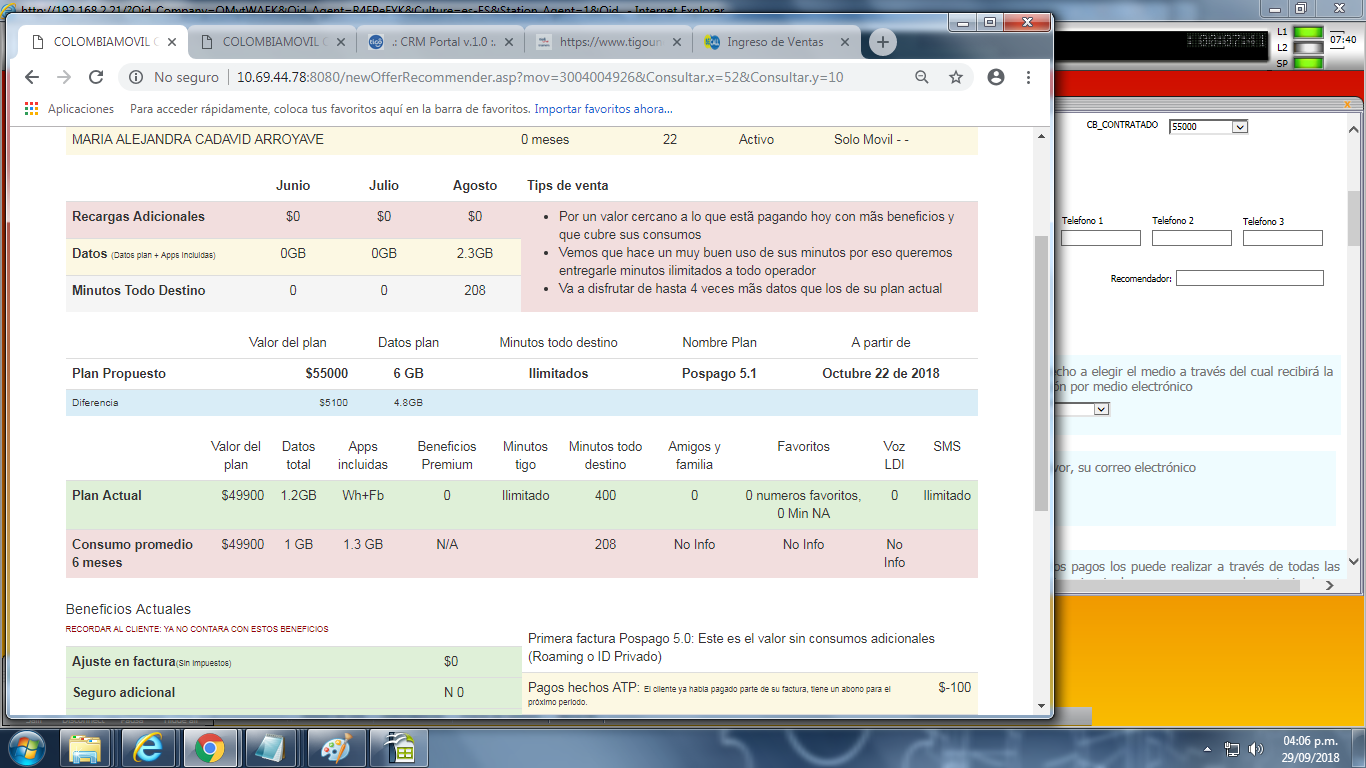 http://192.168.2.21/?Oid_Company=OMytWAEK&Oid_Agent=B4EPeFYK&Culture=es-ES&Station_Agent=1&Oid_ - Internet Explorer
COLOMBIAMOVIL C
COLOMBIAMOVIL C
.: CRM Portal v.1.0 :.
https://www.tigoun
Ingreso de Ventas
No seguro | 10.69.44.78:8080/newOfferRecommender.asp?mov=3004004926&Consultar.x=52&Consultar.y=10
Aplicaciones Para acceder rápidamente, coloca tus favoritos aquí en la barra de favoritos. Importar favoritos ahora...
L1
L2
SP
07:40
MARIA ALEJANDRA CADAVID ARROYAVE 0 meses 22 Activo Solo Movil - -
Junio Julio Agosto Tips de venta
Recargas Adicionales $0 $0 $0
Datos (Datos plan + Apps Incluidas) 0GB 0GB 2.3GB
Minutos Todo Destino 0 0 208
• Por un valor cercano a lo que estã pagando hoy con mãs beneficios y
que cubre sus consumos
• Vemos que hace un muy buen uso de sus minutos por eso queremos
entregarle minutos ilimitados a todo operador
• Va a disfrutar de hasta 4 veces mãs datos que los de su plan actual
Valor del plan Datos plan Minutos todo destino Nombre Plan A partir de
Plan Propuesto $55000 6 GB Ilimitados Pospago 5.1 Octubre 22 de 2018
Diferencia $5100 4.8GB
Valor del Datos Apps Beneficios Minutos Minutos todo Amigos y Favoritos Voz SMS
plan total incluidas Premium tigo destino familia LDI
Plan Actual $49900 1.2GB Wh+Fb 0 Ilimitado 400 0 0 numeros favoritos, 0 Ilimitado
0 Min NA
Consumo promedio $49900 1 GB 1.3 GB N/A 208 No Info No Info No
6 meses Info
Beneficios Actuales
RECORDAR AL CLIENTE: YA NO CONTARA CON ESTOS BENEFICIOS
Ajuste en factura(Sin Impuestos) $0
Seguro adicional N 0
Primera factura Pospago 5.0: Este es el valor sin consumos adicionales
(Roaming o ID Privado)
Pagos hechos ATP: El cliente ya habia pagado parte de su factura, tiene un abono para el $-100
próximo periodo.
CB_CONTRATADO 55000
Telefono 1 Telefono 2 Telefono 3
Recomendador:
cho a elegir el medio a través del cual recibirá la
ón por medio electrónico
vor, su correo electrónico
os pagos los puede realizar a través de todas las
04:06 p.m.
29/09/2018